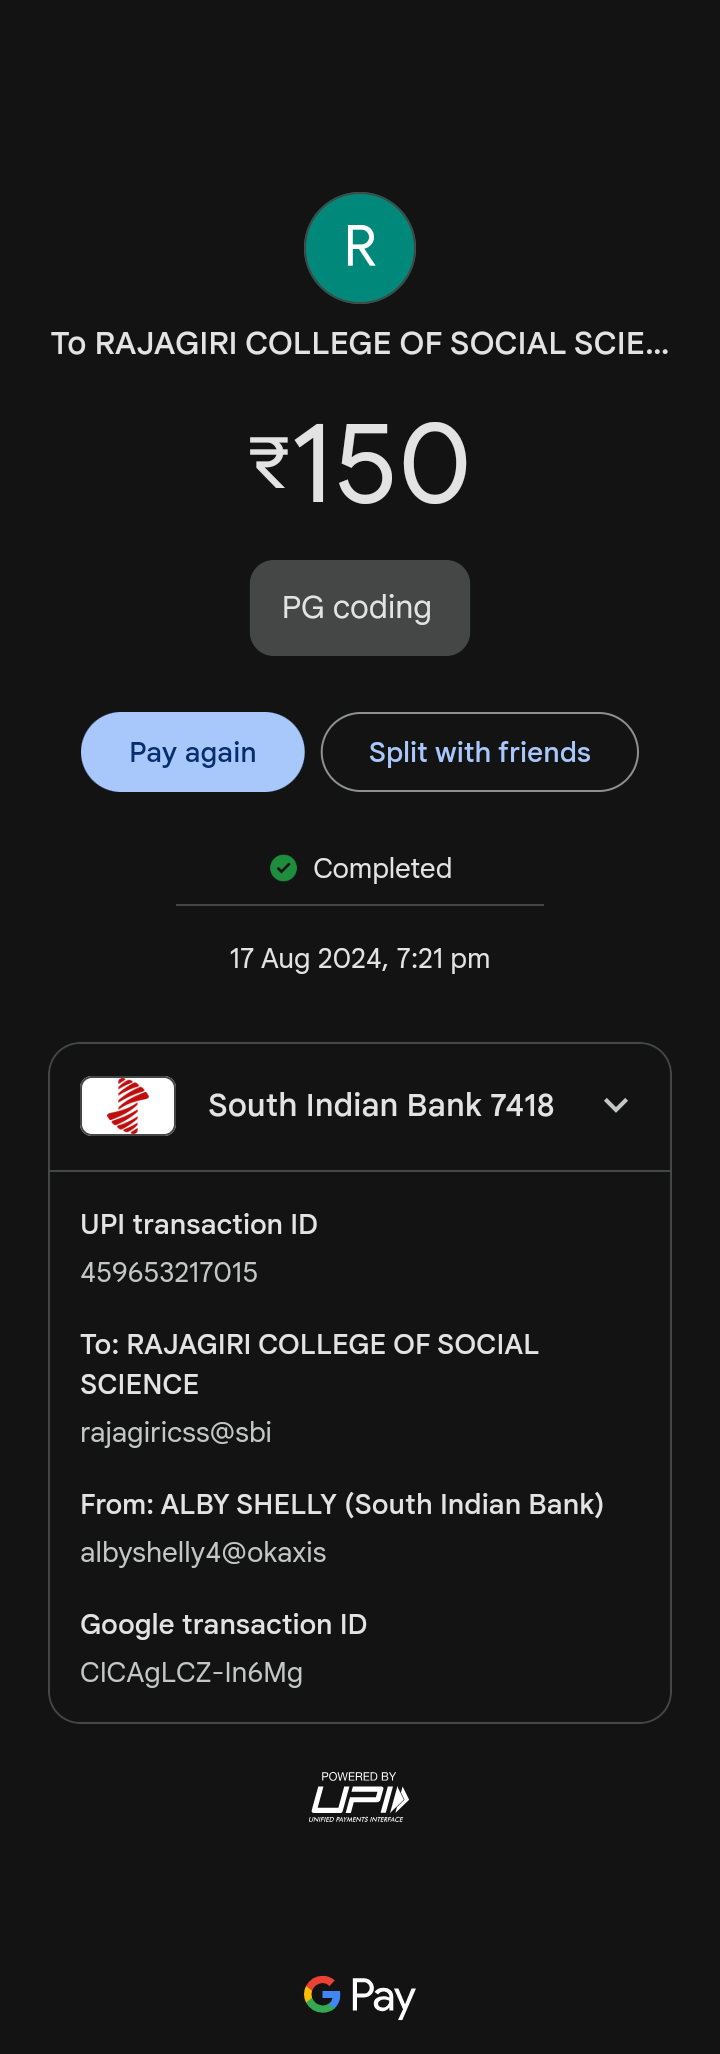 R
To RAJAGIRI COLLEGE OF SOCIAL SCIE...
₹150
PG coding
Pay again
Split with friends
Completed
17 Aug 2024, 7:21 pm
South Indian Bank 7418
UPI transaction ID
459653217015
To: RAJAGIRI COLLEGE OF SOCIAL
SCIENCE
rajagiricss@sbi
From: ALBY SHELLY (South Indian Bank)
albyshelly4@okaxis
Google transaction ID
CICAgLCZ-In6Mg
POWERED BY
UPI
UNIFIED PAYMENTS INTERFACE
G Pay